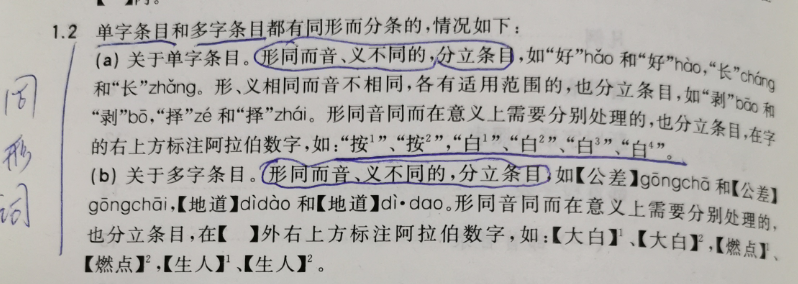 1.2 单字条目和多字条目都有同形而分条的，情况如下：
(a) 关于单字条目。形同而音、义不同的，分立条目，如“好”hǎo 和“好”hào，“长”cháng
和“长”zhǎng。形、义相同而音不相同，各有适用范围的，也分立条目，如“剥”bāo 和
“剥”bō，“择”zé 和“择”zhái。形同音同而在意义上需要分别处理的，也分立条目，在字
的右上方标注阿拉伯数字，如：“按¹”、“按²”，“白¹”、“白²”、“白³”、“白⁴”。
(b) 关于多字条目。形同而音、义不同的，分立条目，如【公差】gōngchā 和【公差】
gōngchāi，【地道】dìdào 和【地道】dì·dao。形同音同而在意义上需要分别处理的，
也分立条目，在【 】外右上方标注阿拉伯数字，如：【大白】¹、【大白】²，【燃点】¹、
【燃点】²，【生人】¹、【生人】²。
同
形
词